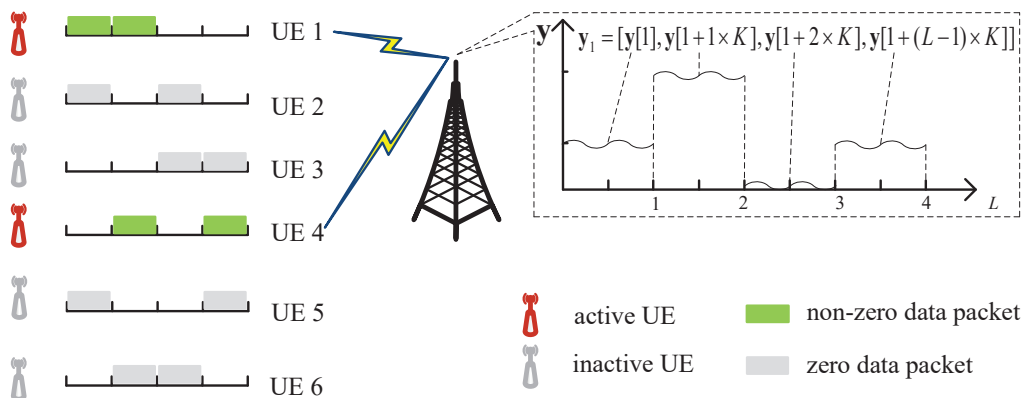 UE 1
UE 2
UE 3
UE 4
UE 5
UE 6
y
y₁ = [y[1], y[1+1×K], y[1+2×K], y[1+(L−1)×K]]
1 2 3 4 L
active UE
non-zero data packet
inactive UE
zero data packet